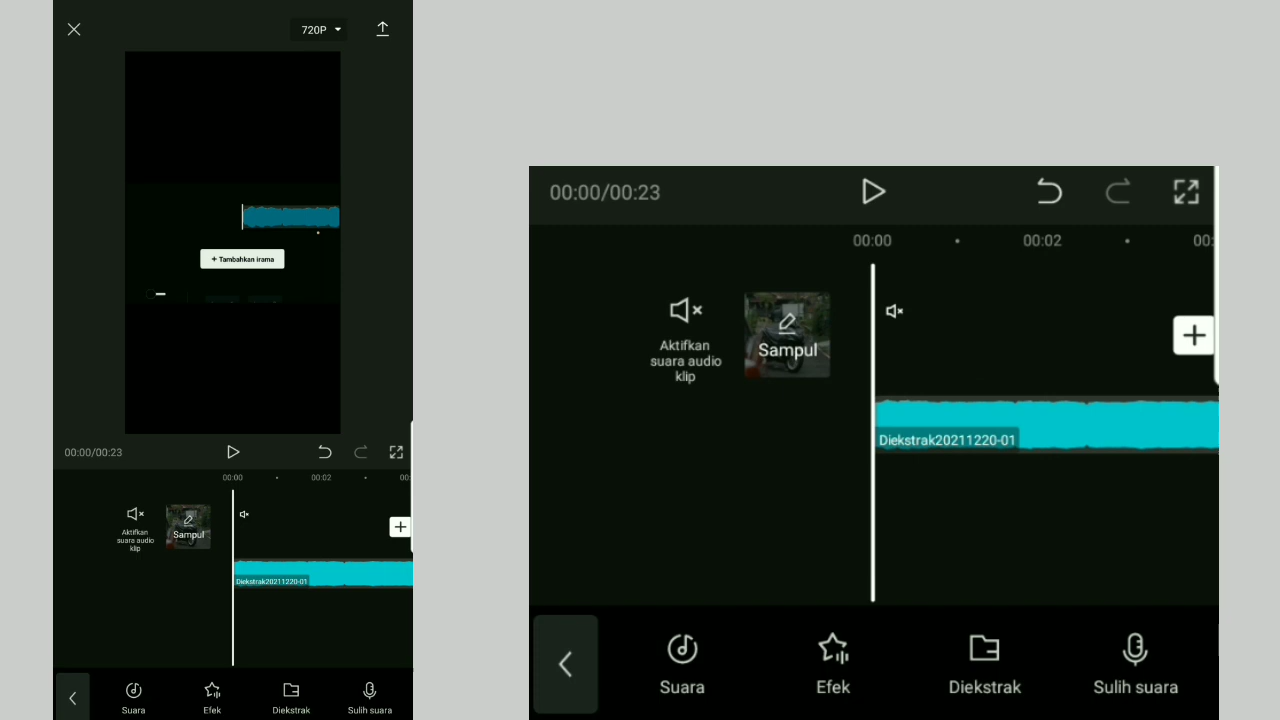 720P
+ Tambahkan irama
00:00/00:23
00:00
00:02
00:
Aktifkan
suara audio
klip
Sampul
Diekstrak20211220-01
Suara
Efek
Diekstrak
Sulih suara
00:00/00:23
00:00
00:02
00:
Aktifkan
suara audio
klip
Sampul
Diekstrak20211220-01
Suara
Efek
Diekstrak
Sulih suara